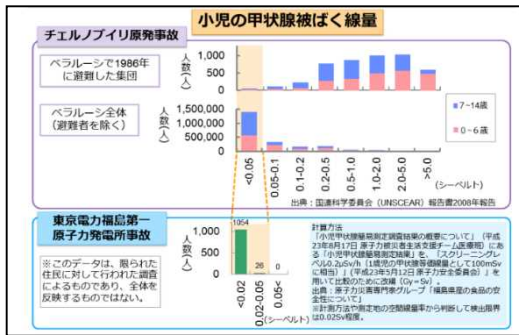 小児の甲状腺被ばく線量
チェルノブイリ原発事故
ベラルーシで1986年
に避難した集団
人数(人)
1,000
500
0
7~14歳
0~6歳
ベラルーシ全体
(避難者を除く)
人数(人)
1,500,000
1,000,000
500,000
0
<0.05
0.05-0.1
0.1-0.2
0.2-0.5
0.5-1.0
1.0-2.0
2.0-5.0
>5.0
(シーベルト)
出典:国連科学委員会(UNSCEAR)報告書2008年報告
東京電力福島第一
原子力発電所事故
※このデータは、限られた
住民に対して行われた調査
によるものであり、全体を
反映するものではない。
人数(人)
1,000
500
0
1054
26
0
<0.02
0.02-0.05
0.05<
(シーベルト)
計算方法
「小児甲状腺簡易測定調査結果の概要について」(平成
23年8月17日 原子力被災者生活支援チーム医療班)にあ
る「小児甲状腺簡易測定結果」を、「スクリーニング
レベル0.2μSv/h(1歳児の甲状腺等価線量として100mSv
に相当)」(平成23年5月12日原子力安全委員会)」を
用いて比較のために改編(Gy=Sv)。
出典:原子力災害専門家グループ「福島県産の食品の安
全性について」
※計測方法や測定地の空間線量率から判断して検出限界
は0.02Sv程度。